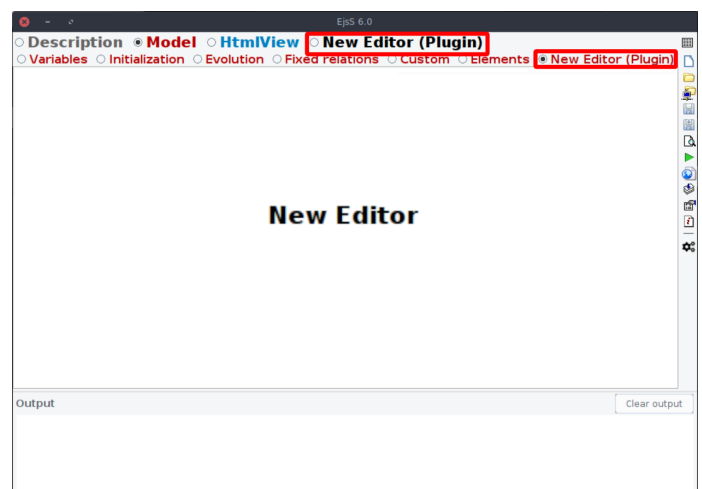 EjsS 6.0
Description Model HtmlView New Editor (Plugin)
Variables Initialization Evolution Fixed relations Custom Elements New Editor (Plugin)
New Editor
Output Clear output